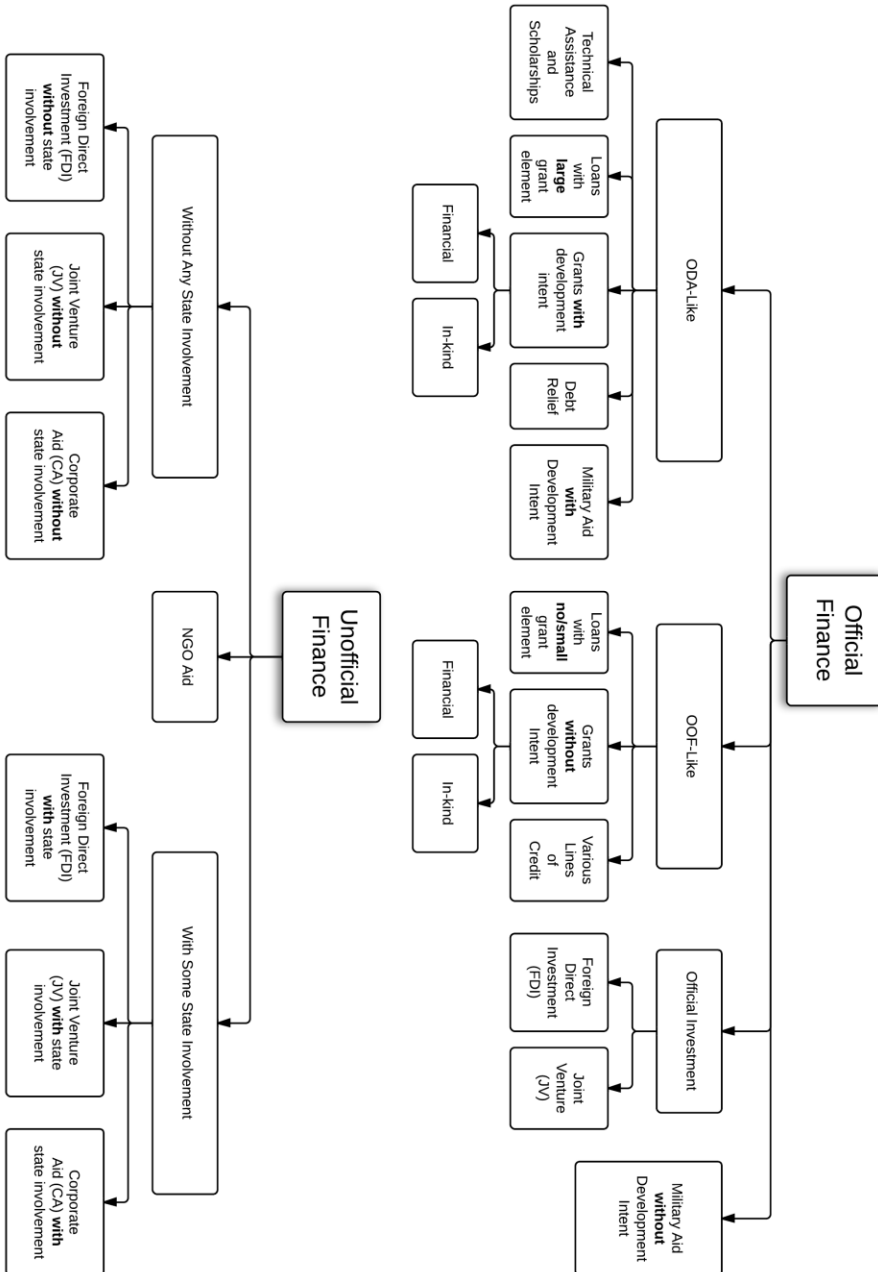 Official
Finance
ODA-Like
OOF-Like
Official Investment
Military Aid
without
Development
Intent
Technical
Assistance
and
Scholarships
Loans
with
large
grant
element
Grants with
development
intent
Debt
Relief
Military Aid
with
Development
Intent
Loans
with
no/small
grant
element
Grants
without
development
Intent
Various
Lines
of
Credit
Foreign
Direct
Investment
(FDI)
Joint
Venture
(JV)
Financial
In-kind
Financial
In-kind
Unofficial
Finance
Without Any State Involvement
NGO Aid
With Some State Involvement
Foreign Direct
Investment (FDI)
without state
involvement
Joint Venture
(JV) without
state involvement
Corporate
Aid (CA) without
state involvement
Foreign Direct
Investment (FDI)
with state
involvement
Joint Venture
(JV) with state
involvement
Corporate
Aid (CA) with
state involvement